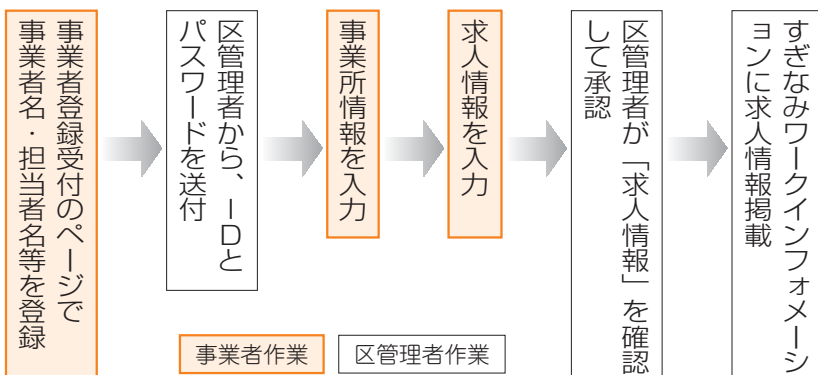 事業者登録受付のページで
事業者名・担当者名等を登録
区管理者から、IDと
パスワードを送付
事業所情報を入力
求人情報を入力
区管理者が「求人情報」を確認
して承認
すぎなみワークインフォメーシ
ョンに求人情報掲載
事業者作業
区管理者作業